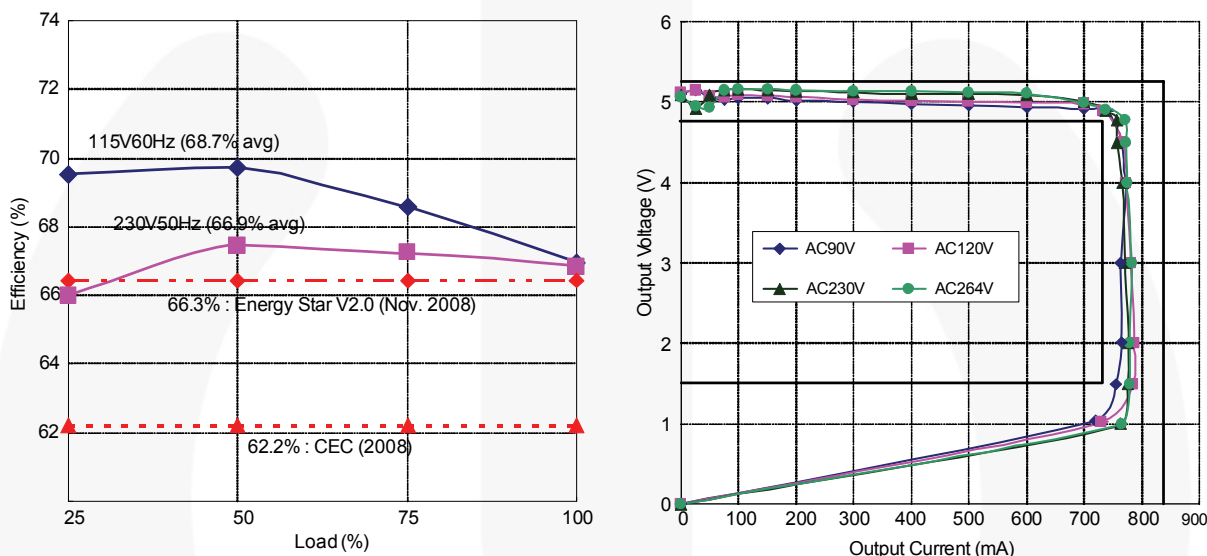 74
72
70
68
66
64
62
Efficiency (%)
115V60Hz (68.7% avg)
230V50Hz (66.9% avg)
66.3% : Energy Star V2.0 (Nov. 2008)
62.2% : CEC (2008)
25 50 75 100
Load (%)
6
5
4
3
2
1
0
Output Voltage (V)
AC90V AC120V
AC230V AC264V
0 100 200 300 400 500 600 700 800 900
Output Current (mA)